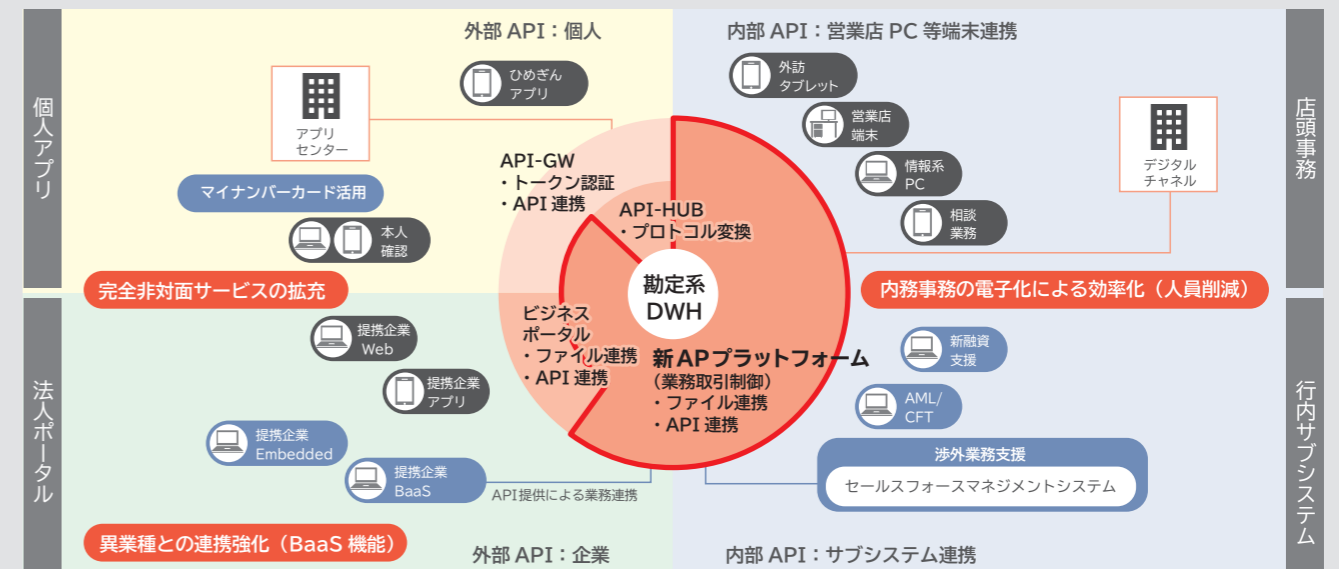 個人アプリ
外部 API：個人
ひめぎん
アプリ
アプリ
センター
マイナンバーカード活用
本人
確認
完全非対面サービスの拡充
API-GW
・トークン認証
・API 連携
API-HUB
・プロトコル変換
勘定系
DWH
内部 API：営業店 PC 等端末連携
外訪
タブレット
営業店
端末
情報系
PC
相談
業務
デジタル
チャネル
内務事務の電子化による効率化（人員削減）
店頭事務
法人ポータル
提携企業
Web
提携企業
アプリ
提携企業
Embedded
提携企業
BaaS
API提供による業務連携
異業種との連携強化（BaaS 機能）
外部 API：企業
ビジネス
ポータル
・ファイル連携
・API 連携
新APプラットフォーム
（業務取引制御）
・ファイル連携
・API 連携
新融資
支援
AML/
CFT
渉外業務支援
セールスフォースマネジメントシステム
内部 API：サブシステム連携
行内サブシステム